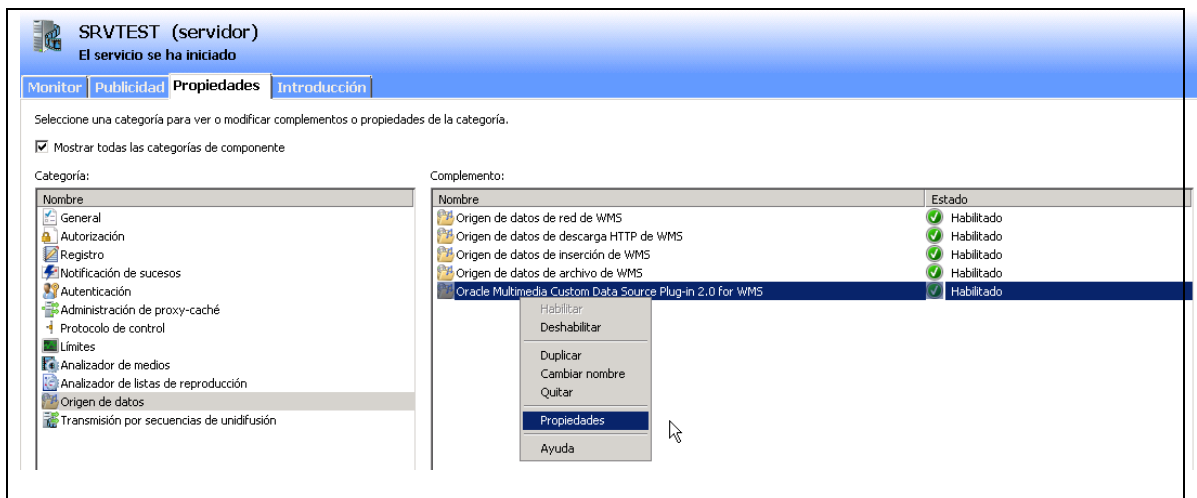 SRVTEST (servidor)
El servicio se ha iniciado
Monitor Publicidad Propiedades Introducción
Seleccione una categoría para ver o modificar complementos o propiedades de la categoría.
Mostrar todas las categorías de componente
Categoría:
Nombre
General
Autorización
Registro
Notificación de sucesos
Autenticación
Administración de proxy-caché
Protocolo de control
Límites
Analizador de medios
Analizador de listas de reproducción
Origen de datos
Transmisión por secuencias de unidifusión
Complemento:
Nombre Estado
Origen de datos de red de WMS Habilitado
Origen de datos de descarga HTTP de WMS Habilitado
Origen de datos de inserción de WMS Habilitado
Origen de datos de archivo de WMS Habilitado
Oracle Multimedia Custom Data Source Plug-in 2.0 for WMS Habilitado
Habilitar
Deshabilitar
Duplicar
Cambiar nombre
Quitar
Propiedades
Ayuda